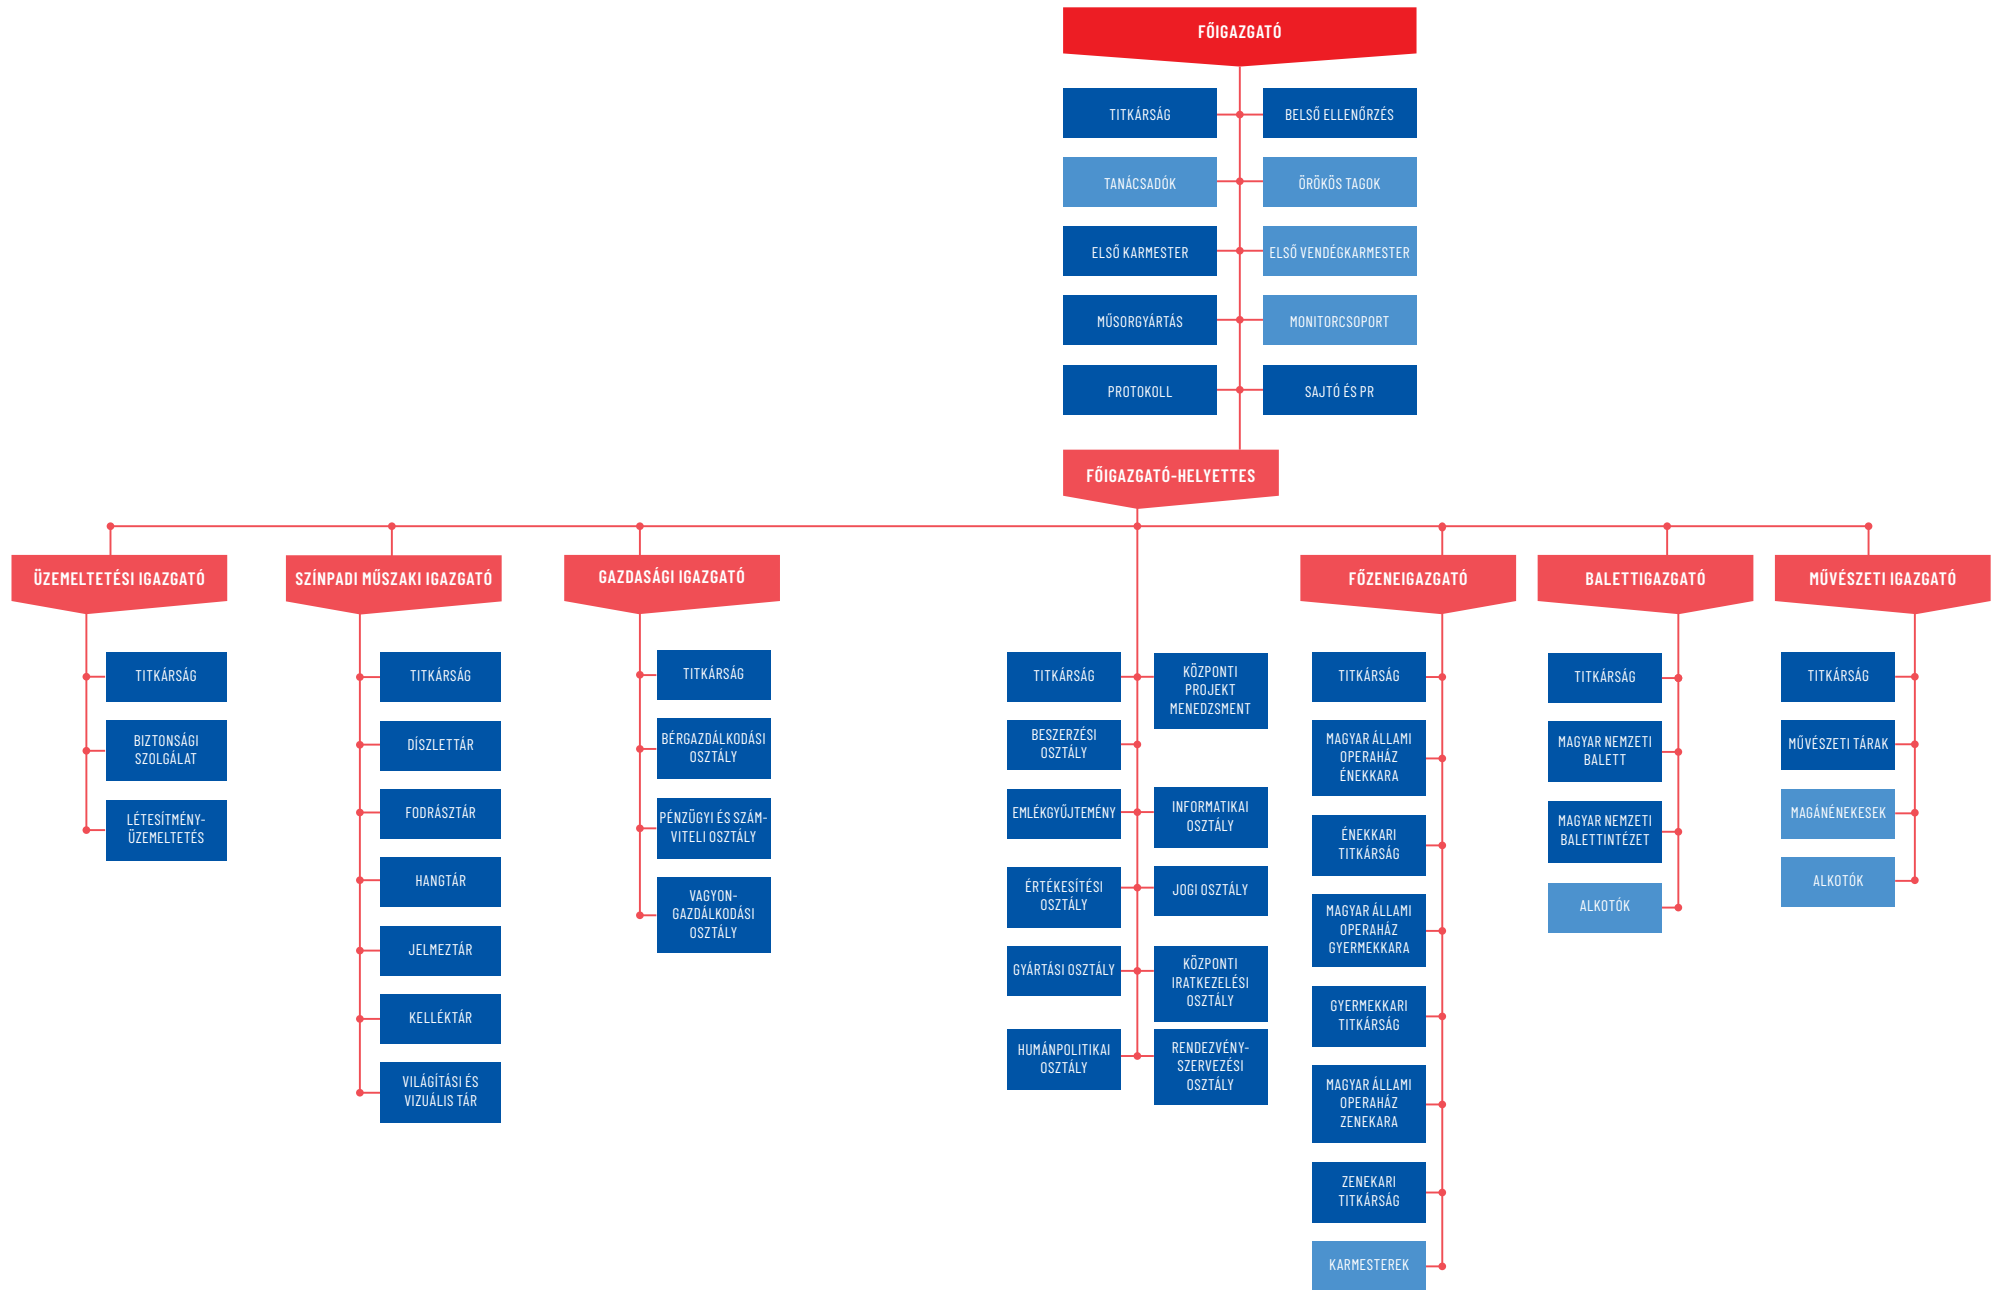 FŐIGAZGATÓ
TITKÁRSÁG
BELSŐ ELLENŐRZÉS
TANÁCSADÓK
ÖRÖKÖS TAGOK
ELSŐ KARMESTER
ELSŐ VENDÉGKARMESTER
MŰSORGYÁRTÁS
MONITORCSOPORT
PROTOKOLL
SAJTÓ ÉS PR
FŐIGAZGATÓ-HELYETTES
ÜZEMELTETÉSI IGAZGATÓ
TITKÁRSÁG
BIZTONSÁGI
SZOLGÁLAT
LÉTESÍTMÉNY-
ÜZEMELTETÉS
SZÍNPADI MŰSZAKI IGAZGATÓ
TITKÁRSÁG
DÍSZLETTÁR
FODRÁSZTÁR
HANGTÁR
JELMEZTÁR
KELLÉKTÁR
VILÁGÍTÁSI ÉS
VIZUÁLIS TÁR
GAZDASÁGI IGAZGATÓ
TITKÁRSÁG
BÉRGAZDÁLKODÁSI
OSZTÁLY
PÉNZÜGYI ÉS SZÁM-
VITELI OSZTÁLY
VAGYON-
GAZDÁLKODÁSI
OSZTÁLY
TITKÁRSÁG
KÖZPONTI
PROJEKT
MENEDZSMENT
BESZERZÉSI
OSZTÁLY
EMLÉKGYŰJTEMÉNY
INFORMATIKAI
OSZTÁLY
ÉRTÉKESÍTÉSI
OSZTÁLY
JOGI OSZTÁLY
GYÁRTÁSI OSZTÁLY
KÖZPONTI
IRATKEZELÉSI
OSZTÁLY
HUMÁNPOLITIKAI
OSZTÁLY
RENDEZVÉNY-
SZERVEZÉSI
OSZTÁLY
FŐZENEIGAZGATÓ
TITKÁRSÁG
MAGYAR ÁLLAMI
OPERAHÁZ
ÉNEKKARA
ÉNEKKARI
TITKÁRSÁG
MAGYAR ÁLLAMI
OPERAHÁZ
GYERMEKKARA
GYERMEKKARI
TITKÁRSÁG
MAGYAR ÁLLAMI
OPERAHÁZ
ZENEKARA
ZENEKARI
TITKÁRSÁG
KARMESTEREK
BALETTIGAZGATÓ
TITKÁRSÁG
MAGYAR NEMZETI
BALETT
MAGYAR NEMZETI
BALETTINTÉZET
ALKOTÓK
MŰVÉSZETI IGAZGATÓ
TITKÁRSÁG
MŰVÉSZETI TÁRAK
MAGÁNÉNEKESEK
ALKOTÓK